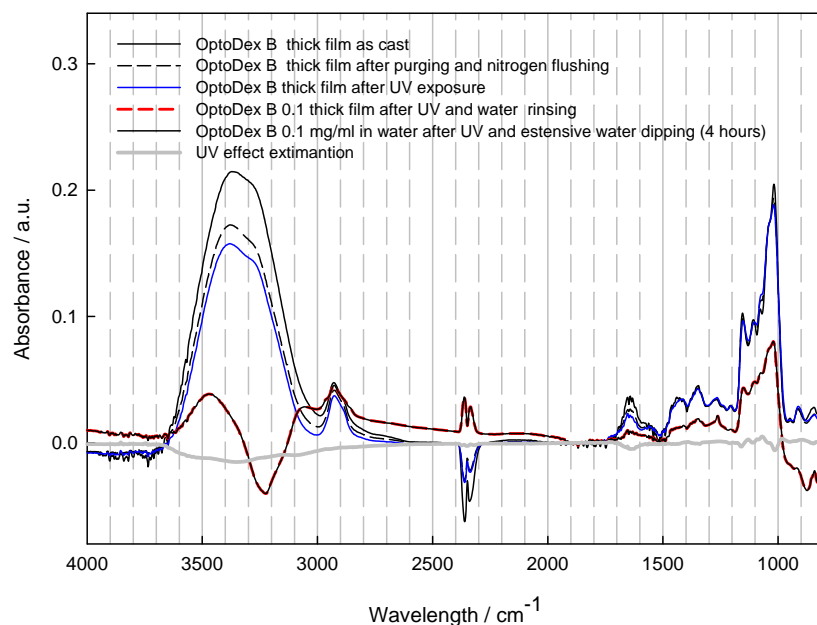 OptoDex B  thick film as cast
OptoDex B  thick film after purging and nitrogen flushing
OptoDex B thick film after UV exposure
OptoDex B 0.1 thick film after UV and water  rinsing
OptoDex B 0.1 mg/ml in water after UV and estensive water dipping (4 hours)
UV effect extimantion
Absorbance / a.u.
0.3
0.2
0.1
0.0
4000 3500 3000 2500 2000 1500 1000
Wavelength / cm⁻¹